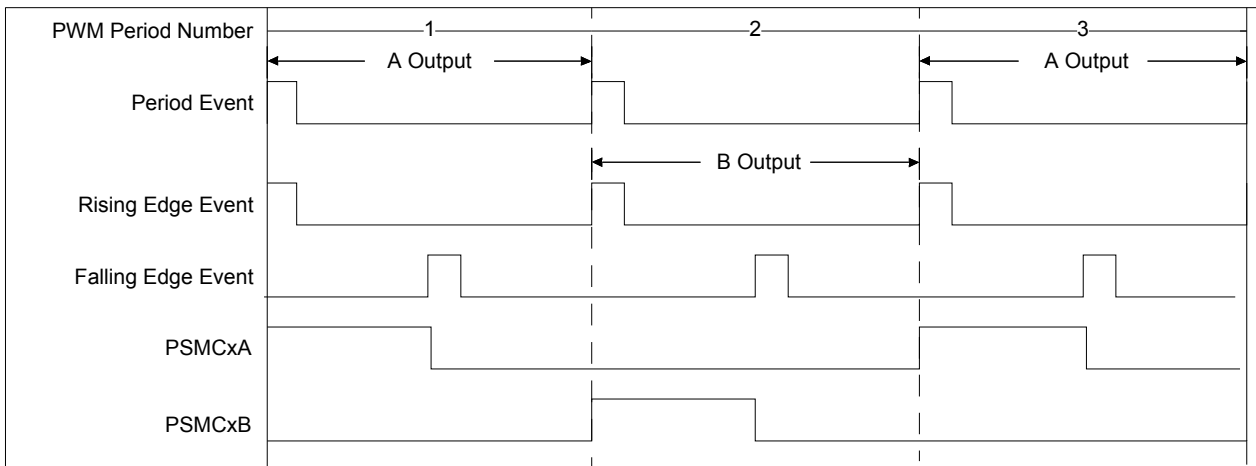 PWM Period Number 1 2 3
A Output A Output
Period Event
B Output
Rising Edge Event
Falling Edge Event
PSMCxA
PSMCxB